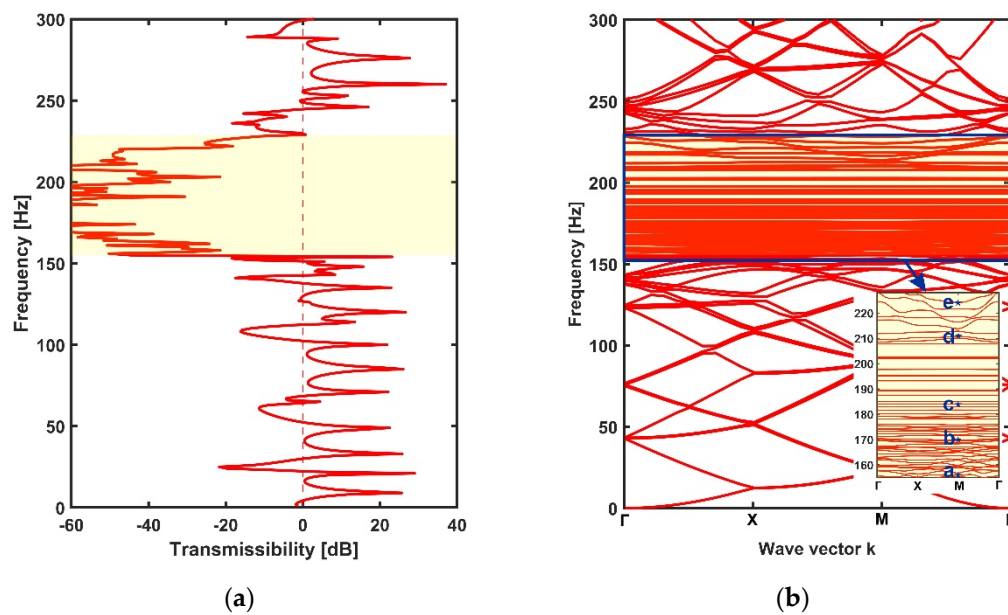 (a)
300
250
200
150
100
50
0
-60
-40
-20
0
20
40
Frequency [Hz]
Transmissibility [dB]
(b)
300
250
200
150
100
50
0
Γ
X
M
Γ
Frequency [Hz]
Wave vector k
220
210
200
190
180
170
160
Γ
X
M
Γ
e*
d*
c*
b*
a*